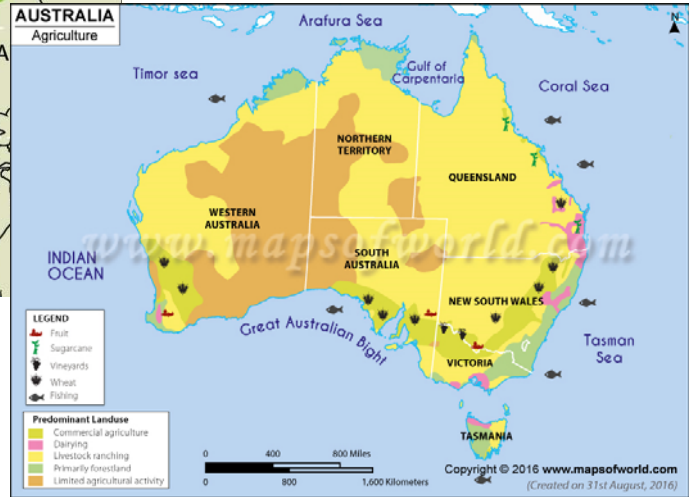 AUSTRALIA
Agriculture
Arafura Sea
N
Timor sea
Gulf of
Carpentaria
Coral Sea
NORTHERN
TERRITORY
QUEENSLAND
WESTERN
AUSTRALIA
www.mapsofworld.com
SOUTH
AUSTRALIA
INDIAN
OCEAN
NEW SOUTH WALES
Great Australian Bight
Tasman
Sea
VICTORIA
TASMANIA
LEGEND
Fruit
Sugarcane
Vineyards
Wheat
Fishing
Predominant Landuse
Commercial agriculture
Dairying
Livestock ranching
Primarily forestland
Limited agricultural activity
0 400 800 Miles
0 800 1,600 Kilometers
Copyright © 2016 www.mapsofworld.com
(Created on 31st August, 2016)